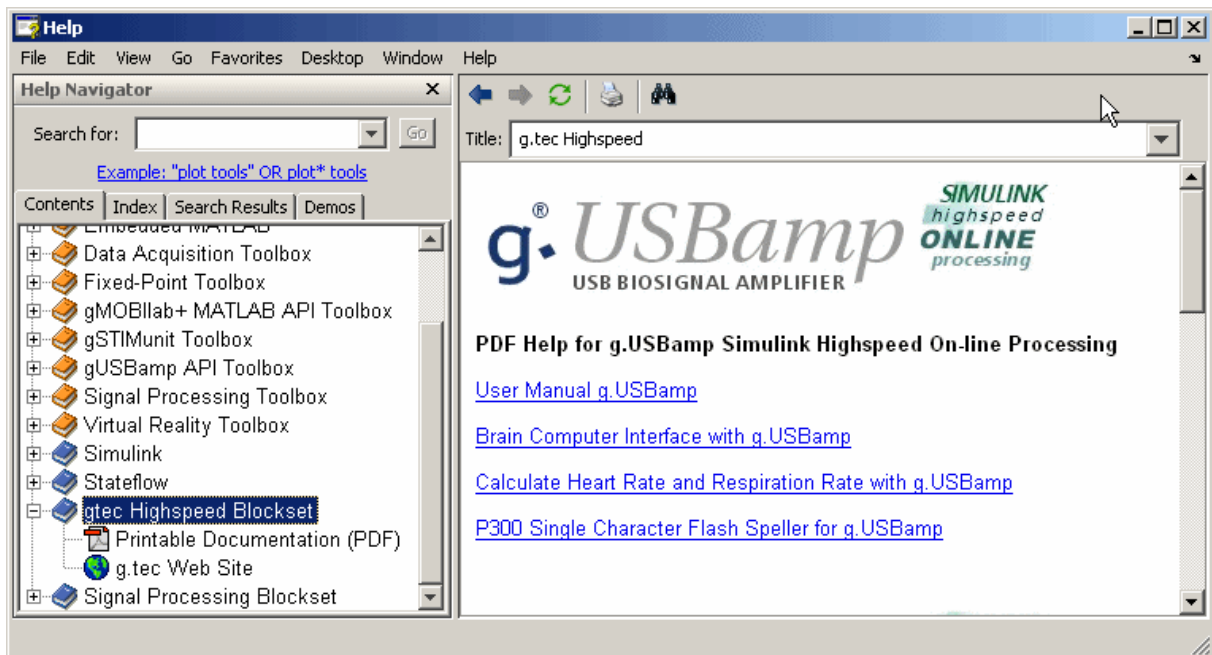 Help
File Edit View Go Favorites Desktop Window Help
Help Navigator
Search for: Go
Example: "plot tools" OR plot* tools
Contents Index Search Results Demos
Embedded MATLAB
Data Acquisition Toolbox
Fixed-Point Toolbox
gMOBIlab+ MATLAB API Toolbox
gSTIMunit Toolbox
gUSBamp API Toolbox
Signal Processing Toolbox
Virtual Reality Toolbox
Simulink
Stateflow
gtec Highspeed Blockset
Printable Documentation (PDF)
g.tec Web Site
Signal Processing Blockset
Title: g.tec Highspeed
g.® USBamp
USB BIOSIGNAL AMPLIFIER
SIMULINK
highspeed
ONLINE
processing
PDF Help for g.USBamp Simulink Highspeed On-line Processing
User Manual g.USBamp
Brain Computer Interface with g.USBamp
Calculate Heart Rate and Respiration Rate with g.USBamp
P300 Single Character Flash Speller for g.USBamp